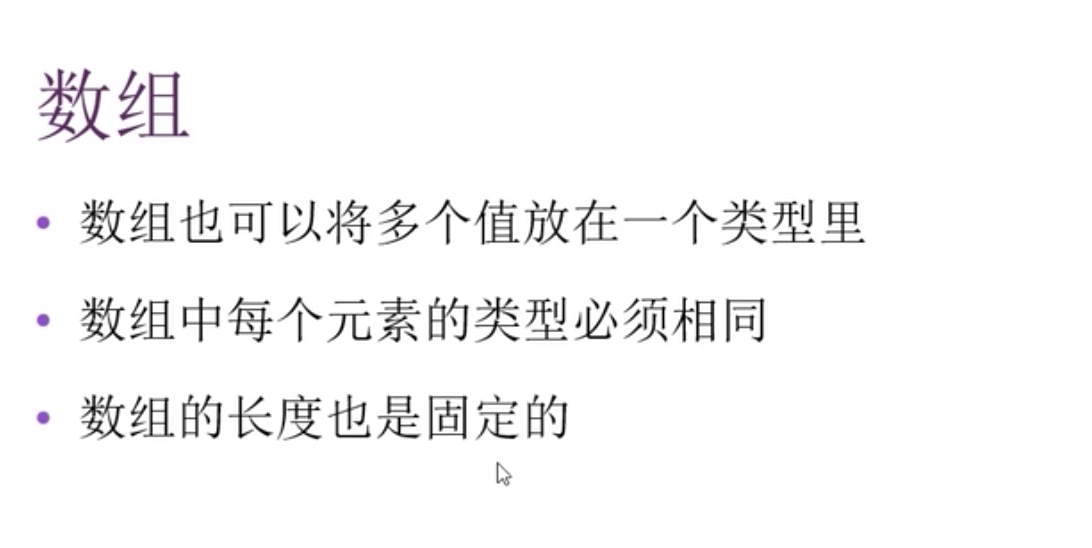 数组
数组也可以将多个值放在一个类型里
数组中每个元素的类型必须相同
数组的长度也是固定的